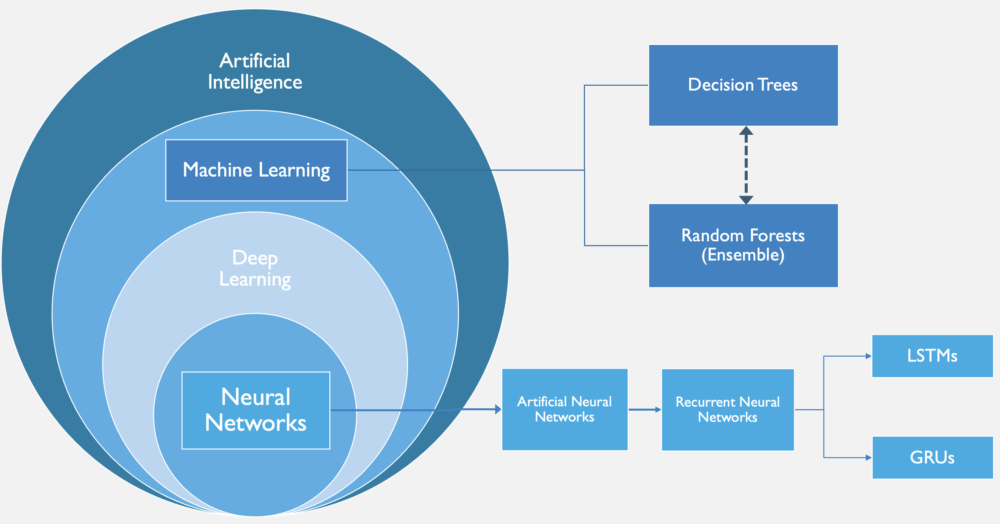 Artificial
Intelligence
Machine Learning
Deep
Learning
Neural
Networks
Decision Trees
Random Forests
(Ensemble)
Artificial Neural
Networks
Recurrent Neural
Networks
LSTMs
GRUs